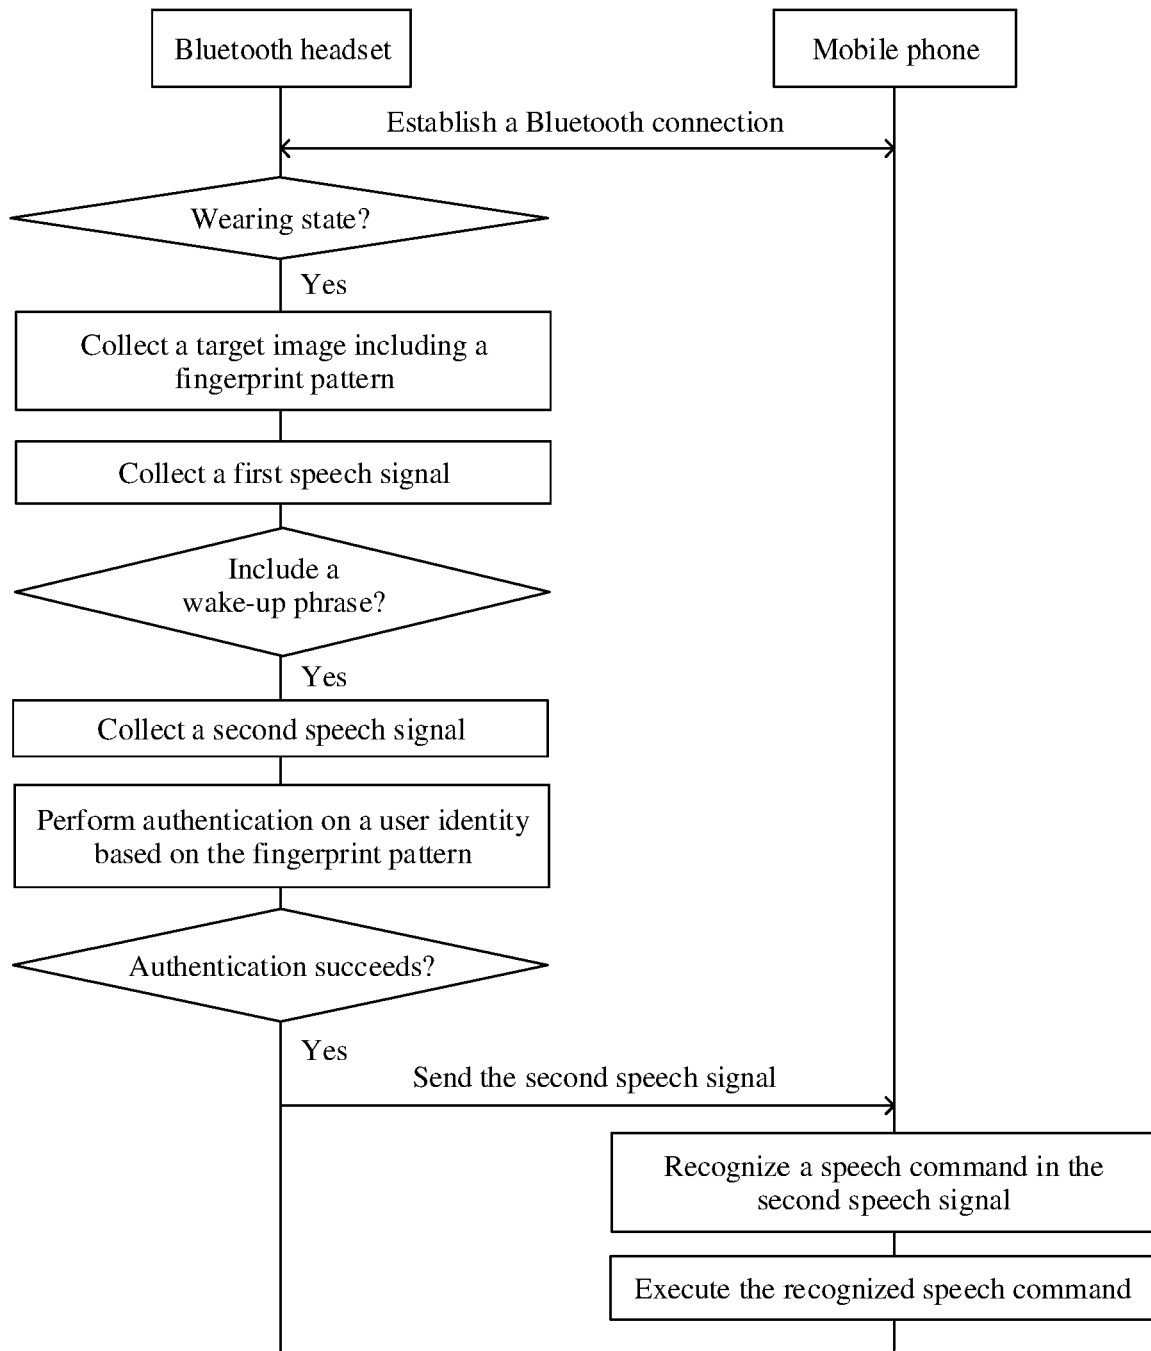 Bluetooth headset
Mobile phone
Establish a Bluetooth connection
Wearing state?
Yes
Collect a target image including a
fingerprint pattern
Collect a first speech signal
Include a
wake-up phrase?
Yes
Collect a second speech signal
Perform authentication on a user identity
based on the fingerprint pattern
Authentication succeeds?
Yes
Send the second speech signal
Recognize a speech command in the
second speech signal
Execute the recognized speech command